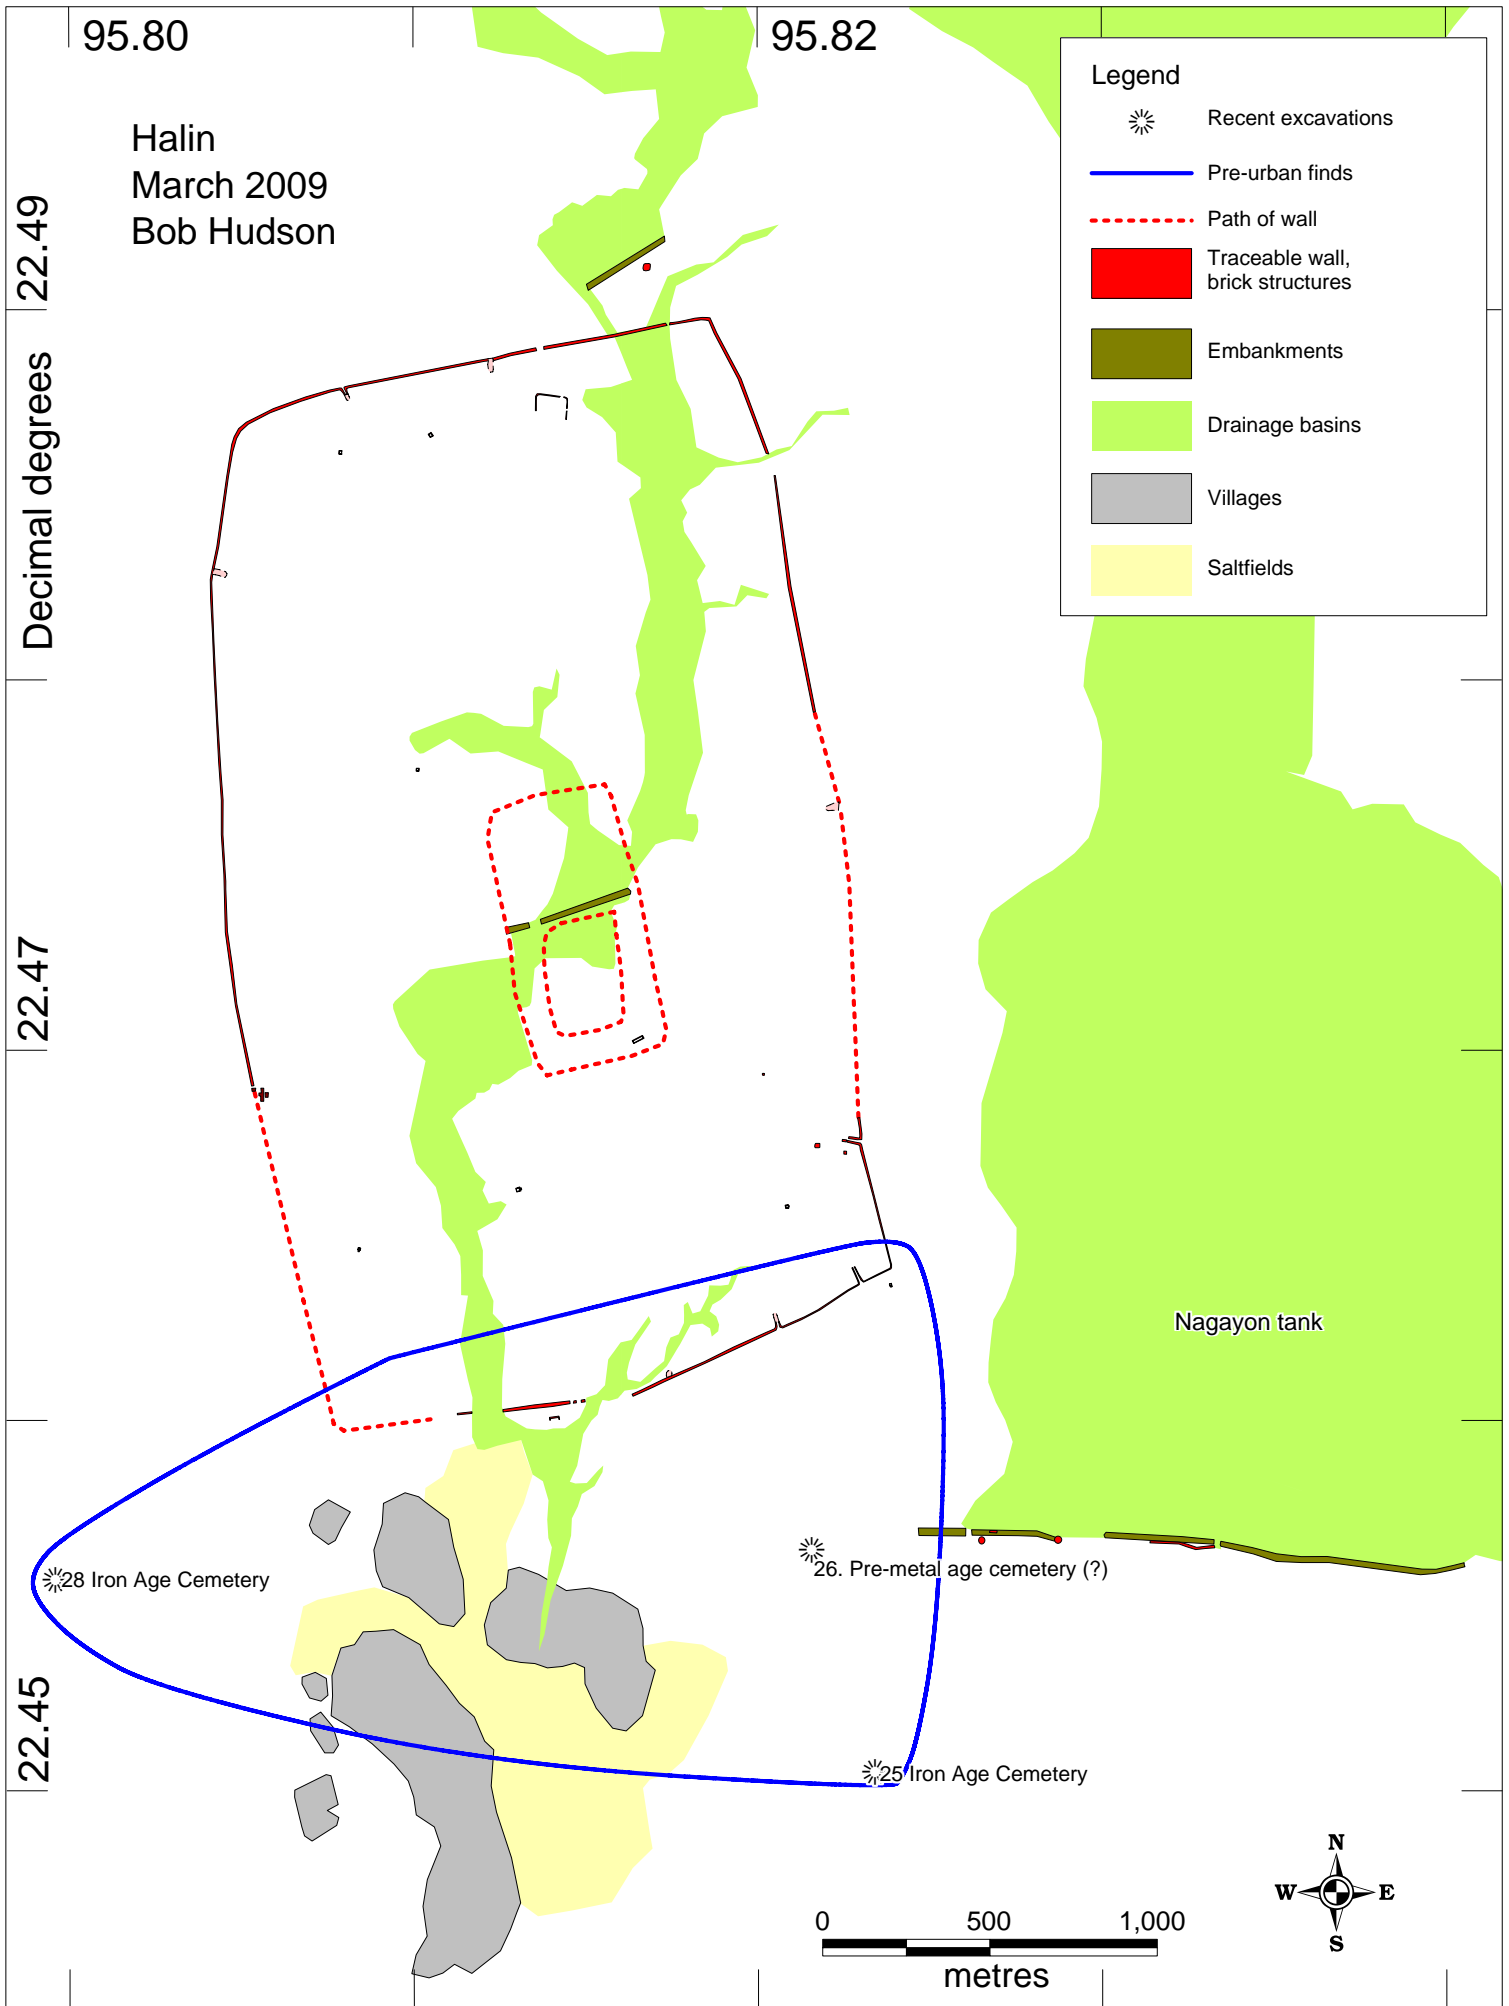 95.80
95.82
Halin
March 2009
Bob Hudson
Legend
Recent excavations
Pre-urban finds
Path of wall
Traceable wall,
brick structures
Embankments
Drainage basins
Villages
Saltfields
22.49
Decimal degrees
22.47
22.45
Nagayon tank
26. Pre-metal age cemetery (?)
28 Iron Age Cemetery
25 Iron Age Cemetery
N
W
E
S
0
500
1,000
metres